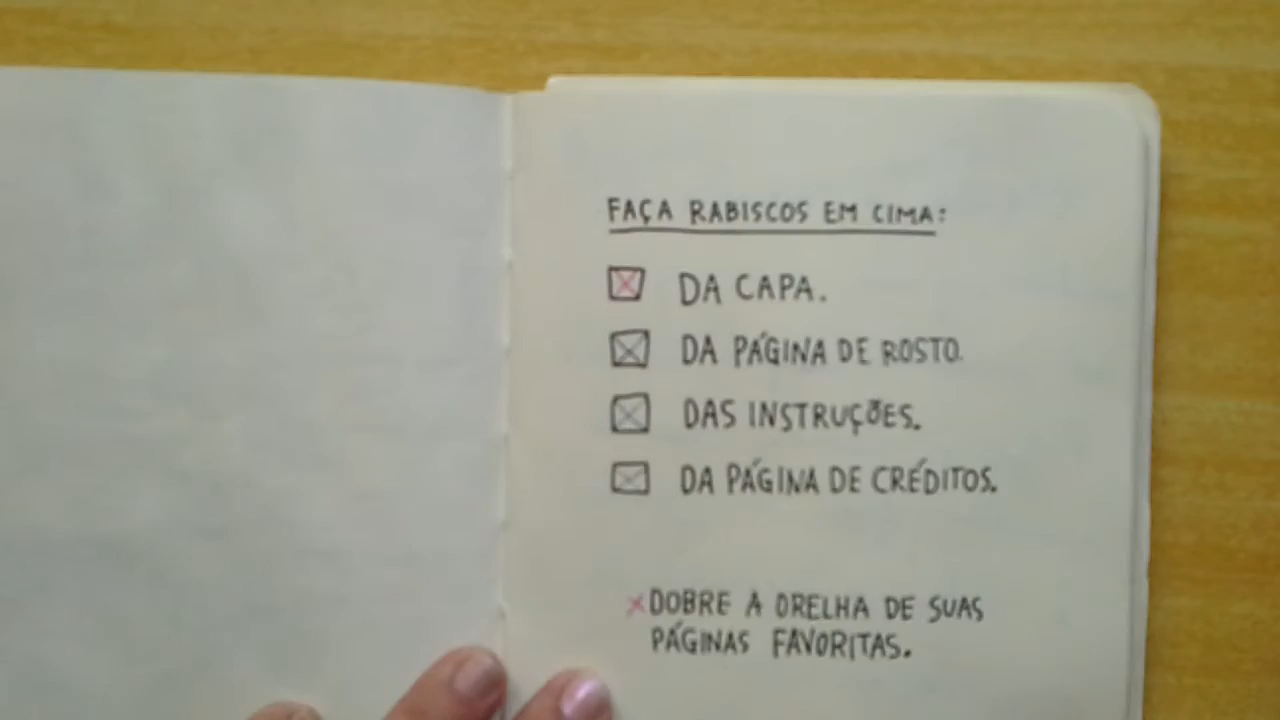 FAÇA RABISCOS EM CIMA:
DA CAPA.
DA PÁGINA DE ROSTO.
DAS INSTRUÇÕES.
DA PÁGINA DE CRÉDITOS.
DOBRE A ORELHA DE SUAS
PÁGINAS FAVORITAS.